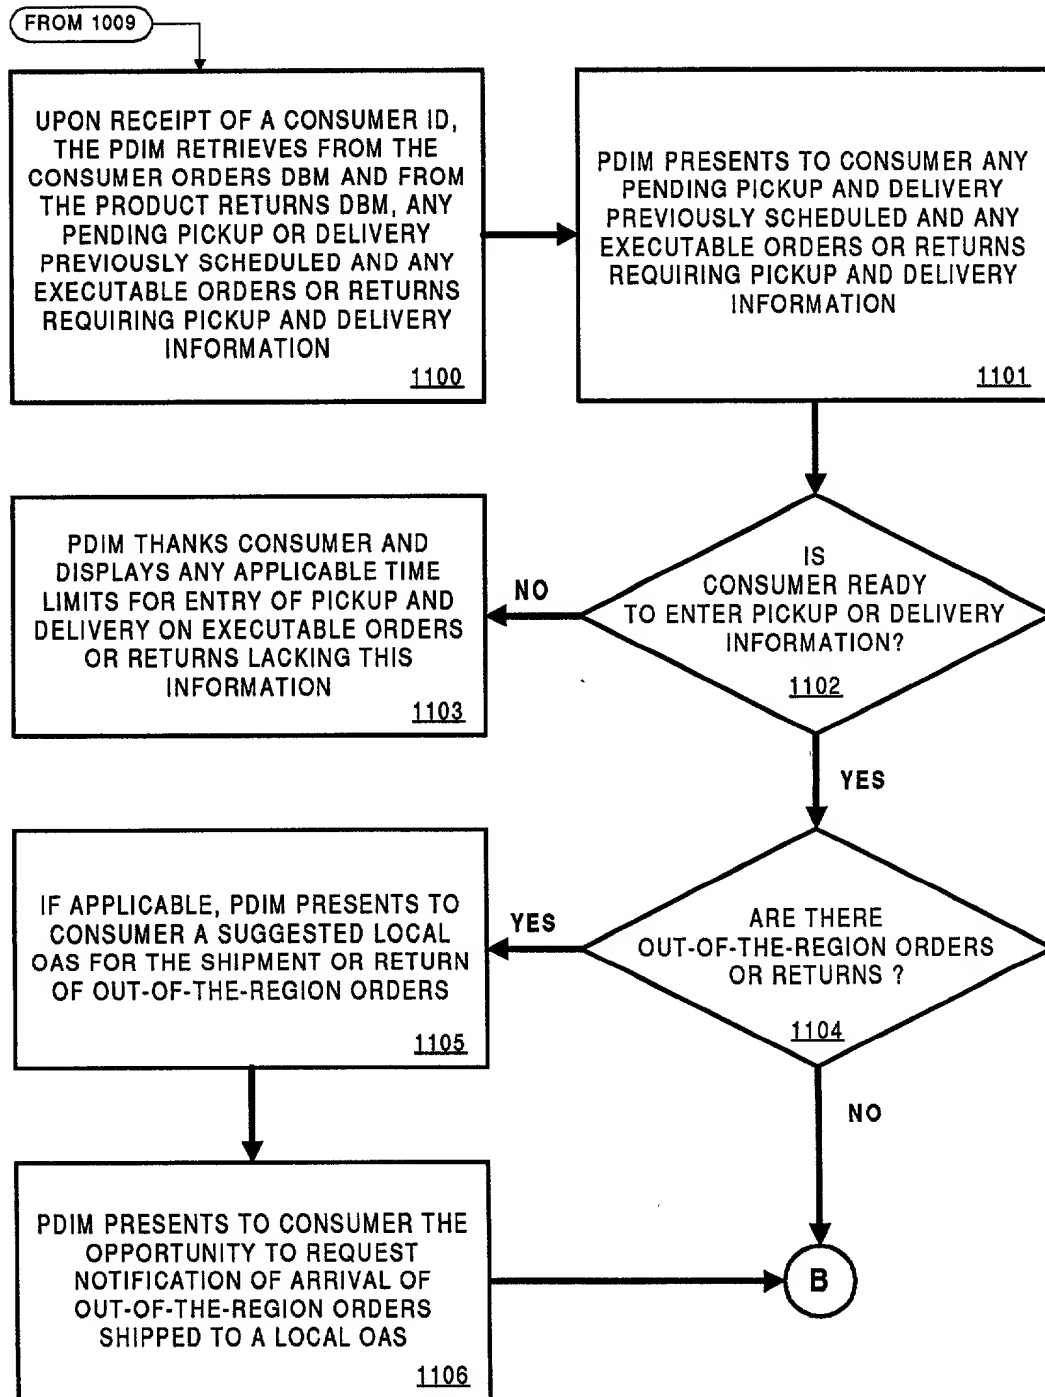 FROM 1009
UPON RECEIPT OF A CONSUMER ID,
THE PDIM RETRIEVES FROM THE
CONSUMER ORDERS DBM AND FROM
THE PRODUCT RETURNS DBM, ANY
PENDING PICKUP OR DELIVERY
PREVIOUSLY SCHEDULED AND ANY
EXECUTABLE ORDERS OR RETURNS
REQUIRING PICKUP AND DELIVERY
INFORMATION
1100
PDIM PRESENTS TO CONSUMER ANY
PENDING PICKUP AND DELIVERY
PREVIOUSLY SCHEDULED AND ANY
EXECUTABLE ORDERS OR RETURNS
REQUIRING PICKUP AND DELIVERY
INFORMATION
1101
IS
CONSUMER READY
TO ENTER PICKUP OR DELIVERY
INFORMATION?
1102
NO
PDIM THANKS CONSUMER AND
DISPLAYS ANY APPLICABLE TIME
LIMITS FOR ENTRY OF PICKUP AND
DELIVERY ON EXECUTABLE ORDERS
OR RETURNS LACKING THIS
INFORMATION
1103
YES
ARE THERE
OUT-OF-THE-REGION ORDERS
OR RETURNS ?
1104
YES
IF APPLICABLE, PDIM PRESENTS TO
CONSUMER A SUGGESTED LOCAL
OAS FOR THE SHIPMENT OR RETURN
OF OUT-OF-THE-REGION ORDERS
1105
NO
PDIM PRESENTS TO CONSUMER THE
OPPORTUNITY TO REQUEST
NOTIFICATION OF ARRIVAL OF
OUT-OF-THE-REGION ORDERS
SHIPPED TO A LOCAL OAS
1106
B